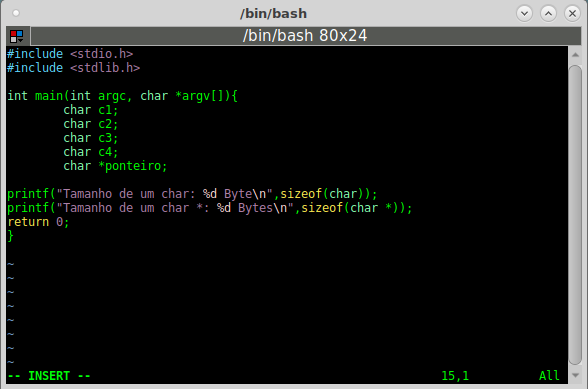 /bin/bash
/bin/bash 80x24
#include <stdio.h>
#include <stdlib.h>

int main(int argc, char *argv[]){
        char c1;
        char c2;
        char c3;
        char c4;
        char *ponteiro;

printf("Tamanho de um char: %d Byte\n",sizeof(char));
printf("Tamanho de um char *: %d Bytes\n",sizeof(char *));
return 0;
}

~
~
~
~
~
~
~
~
-- INSERT --                                                  15,1          All